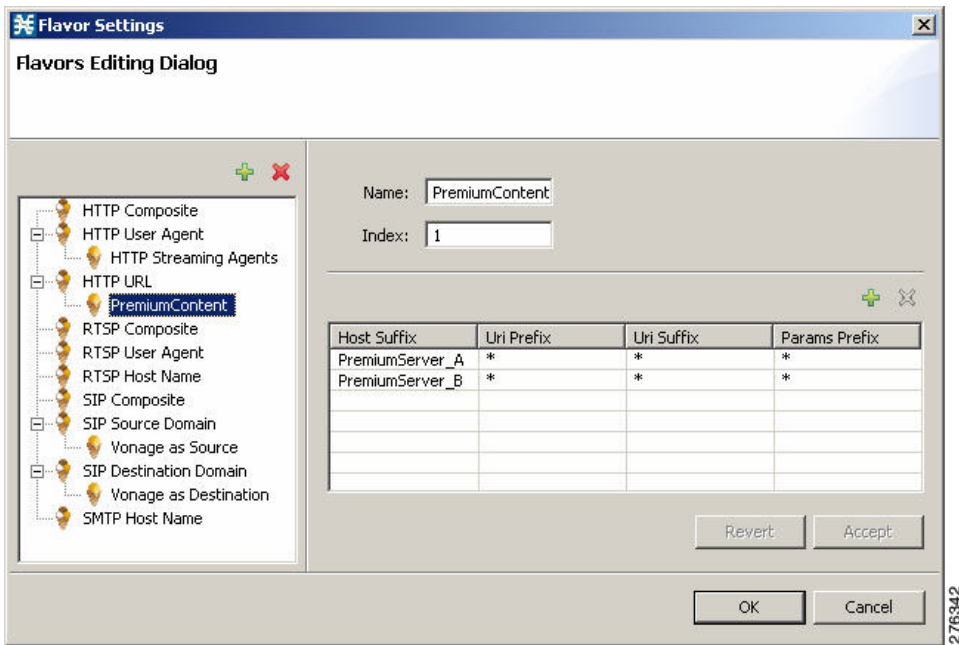 Flavor Settings
Flavors Editing Dialog
HTTP Composite
HTTP User Agent
HTTP Streaming Agents
HTTP URL
PremiumContent
RTSP Composite
RTSP User Agent
RTSP Host Name
SIP Composite
SIP Source Domain
Vonage as Source
SIP Destination Domain
Vonage as Destination
SMTP Host Name
Name: PremiumContent
Index: 1
Host Suffix Uri Prefix Uri Suffix Params Prefix
PremiumServer_A * * *
PremiumServer_B * * *
Revert Accept
OK Cancel
276342